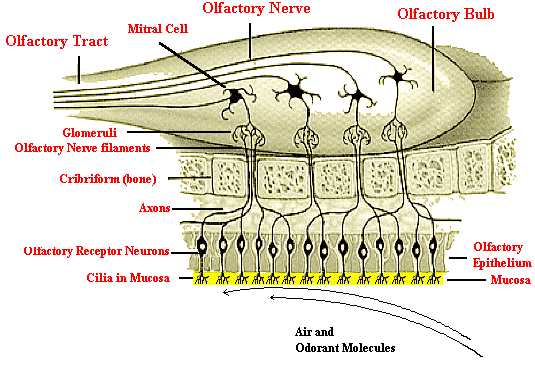 Olfactory Nerve
Olfactory Bulb
Mitral Cell
Olfactory Tract
Glomeruli
Olfactory Nerve filaments
Cribriform (bone)
Axons
Olfactory Receptor Neurons
Olfactory
Epithelium
Cilia in Mucosa
Mucosa
Air and
Odorant Molecules